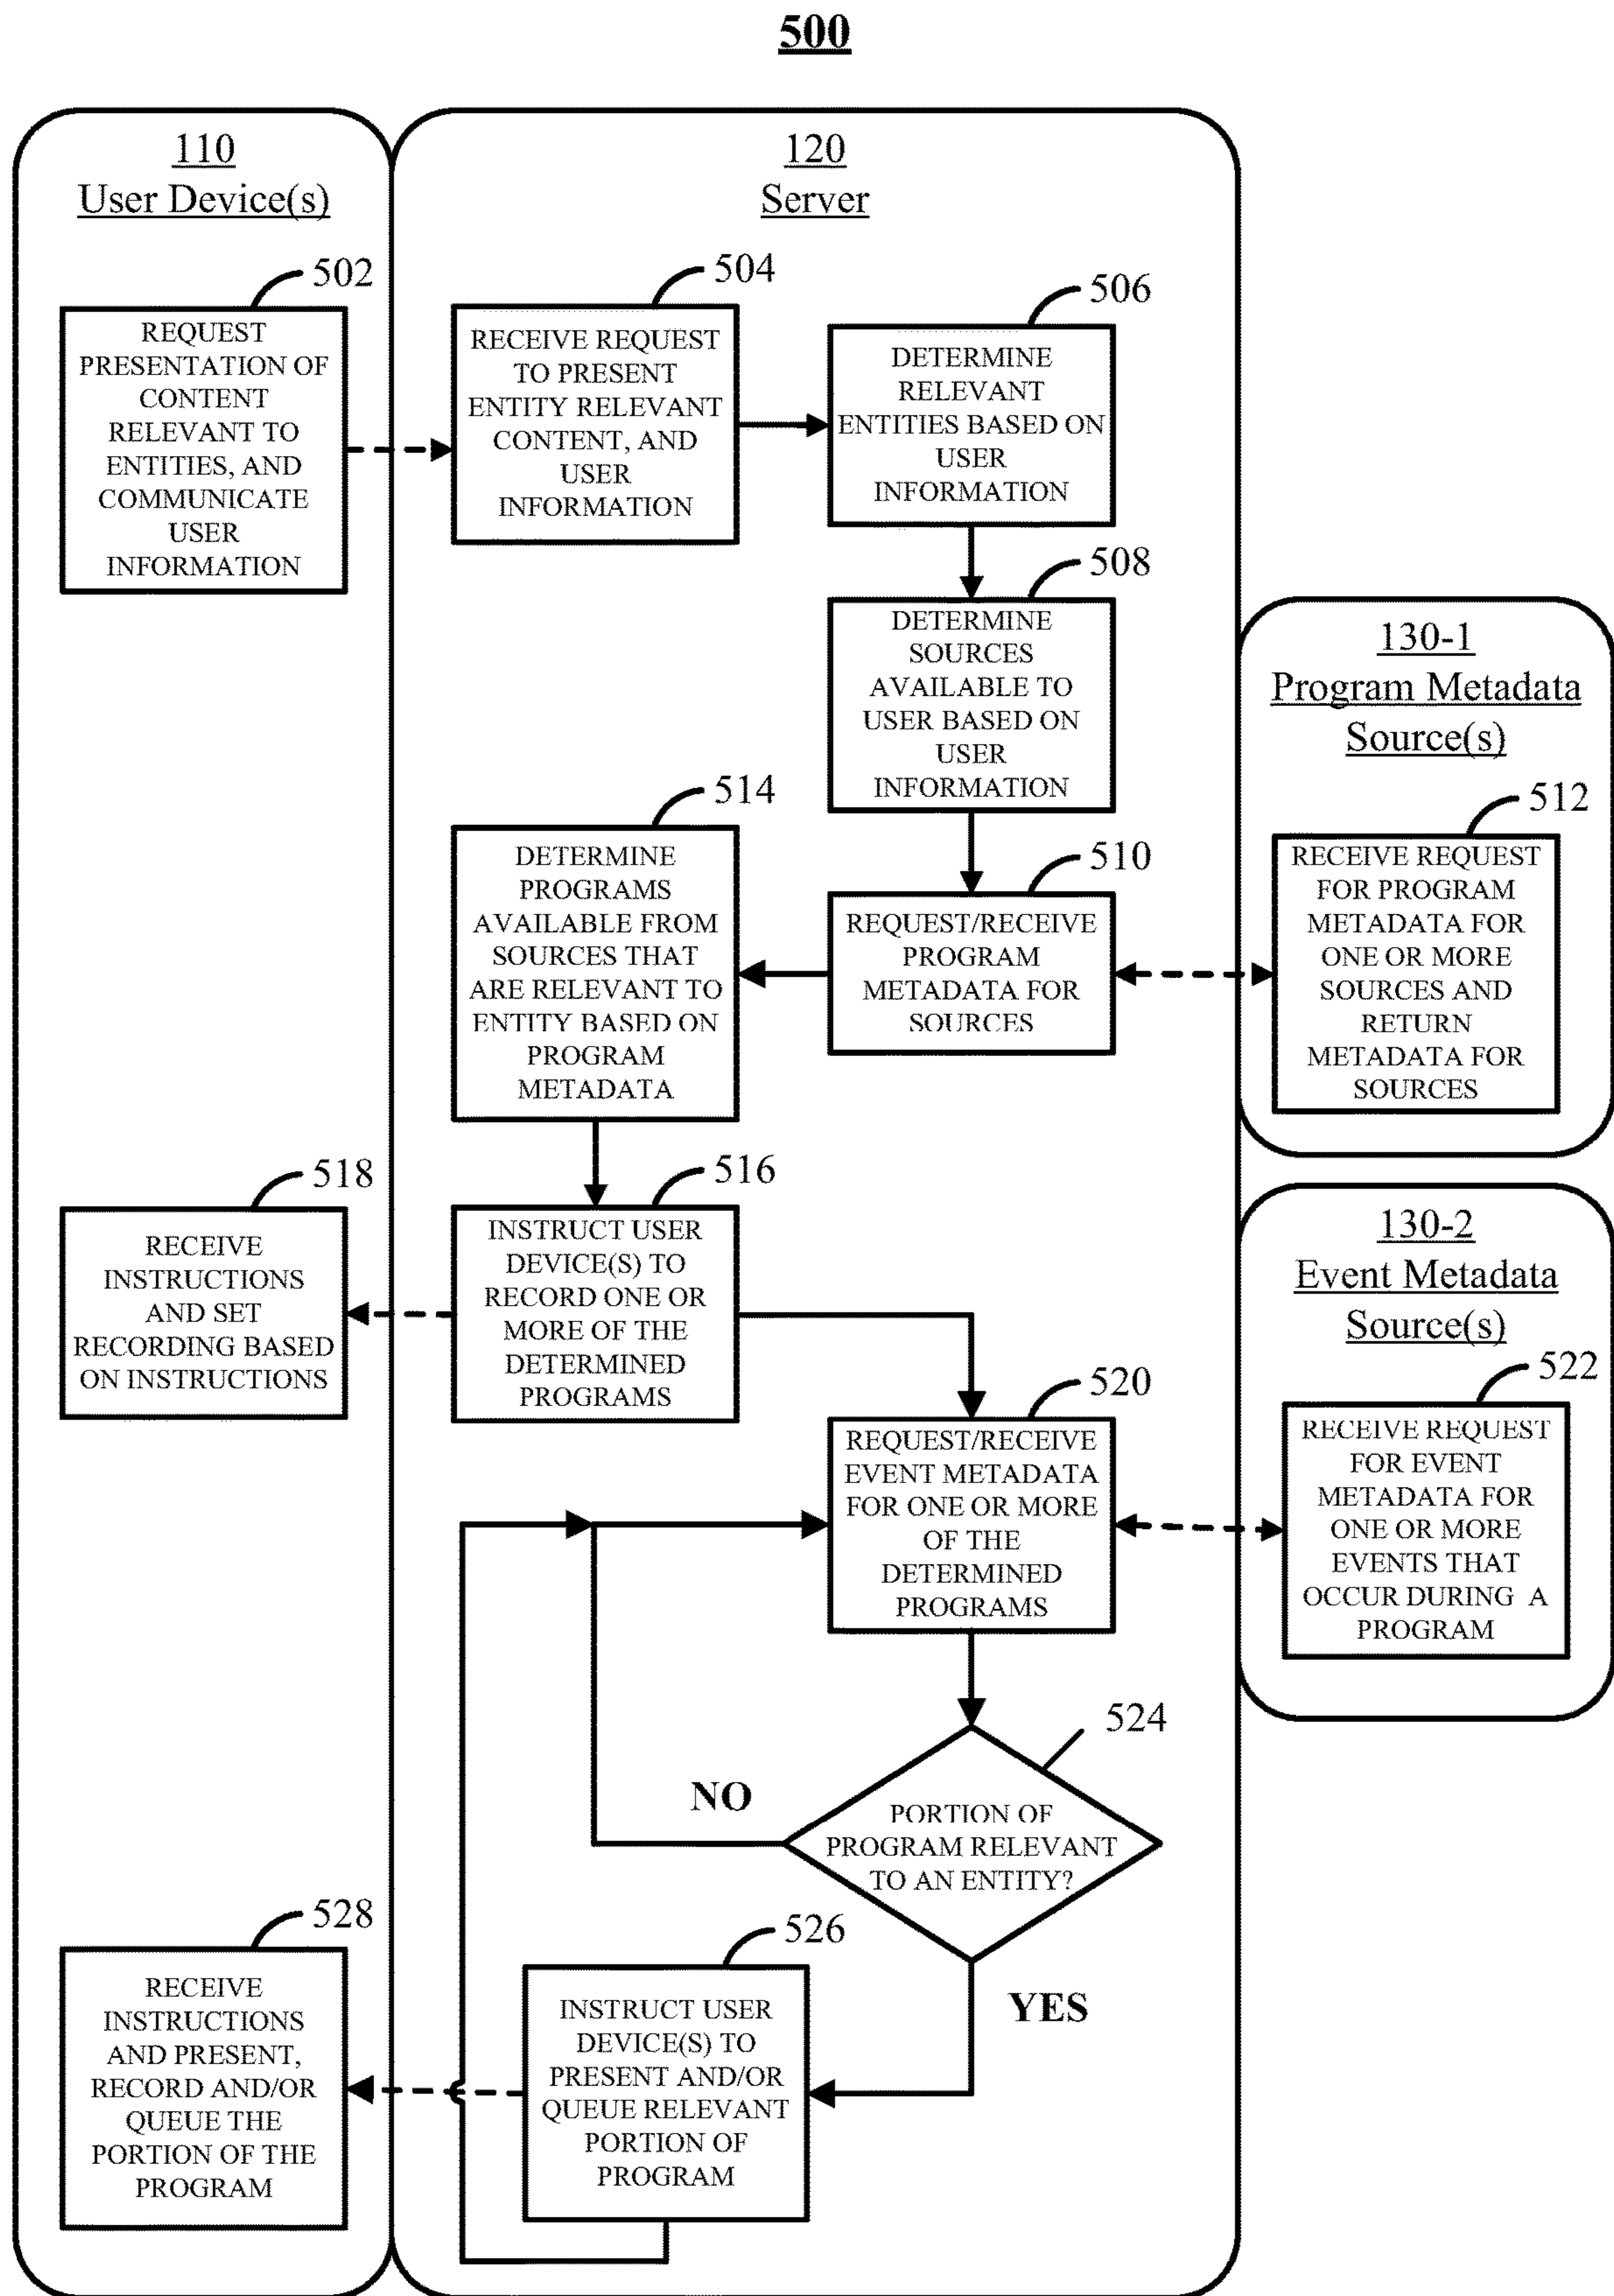 500
110
User Device(s)
120
Server
502
REQUEST
PRESENTATION OF
CONTENT
RELEVANT TO
ENTITIES, AND
COMMUNICATE
USER
INFORMATION
504
RECEIVE REQUEST
TO PRESENT
ENTITY RELEVANT
CONTENT, AND
USER
INFORMATION
506
DETERMINE
RELEVANT
ENTITIES BASED ON
USER
INFORMATION
508
DETERMINE
SOURCES
AVAILABLE TO
USER BASED ON
USER
INFORMATION
130-1
Program Metadata
Source(s)
510
REQUEST/RECEIVE
PROGRAM
METADATA FOR
SOURCES
512
RECEIVE REQUEST
FOR PROGRAM
METADATA FOR
ONE OR MORE
SOURCES AND
RETURN
METADATA FOR
SOURCES
514
DETERMINE
PROGRAMS
AVAILABLE FROM
SOURCES THAT
ARE RELEVANT TO
ENTITY BASED ON
PROGRAM
METADATA
516
INSTRUCT USER
DEVICE(S) TO
RECORD ONE OR
MORE OF THE
DETERMINED
PROGRAMS
518
RECEIVE
INSTRUCTIONS
AND SET
RECORDING BASED
ON INSTRUCTIONS
130-2
Event Metadata
Source(s)
520
REQUEST/RECEIVE
EVENT METADATA
FOR ONE OR MORE
OF THE
DETERMINED
PROGRAMS
522
RECEIVE REQUEST
FOR EVENT
METADATA FOR
ONE OR MORE
EVENTS THAT
OCCUR DURING A
PROGRAM
524
PORTION OF
PROGRAM RELEVANT
TO AN ENTITY?
NO
YES
526
INSTRUCT USER
DEVICE(S) TO
PRESENT AND/OR
QUEUE RELEVANT
PORTION OF
PROGRAM
528
RECEIVE
INSTRUCTIONS
AND PRESENT,
RECORD AND/OR
QUEUE THE
PORTION OF THE
PROGRAM